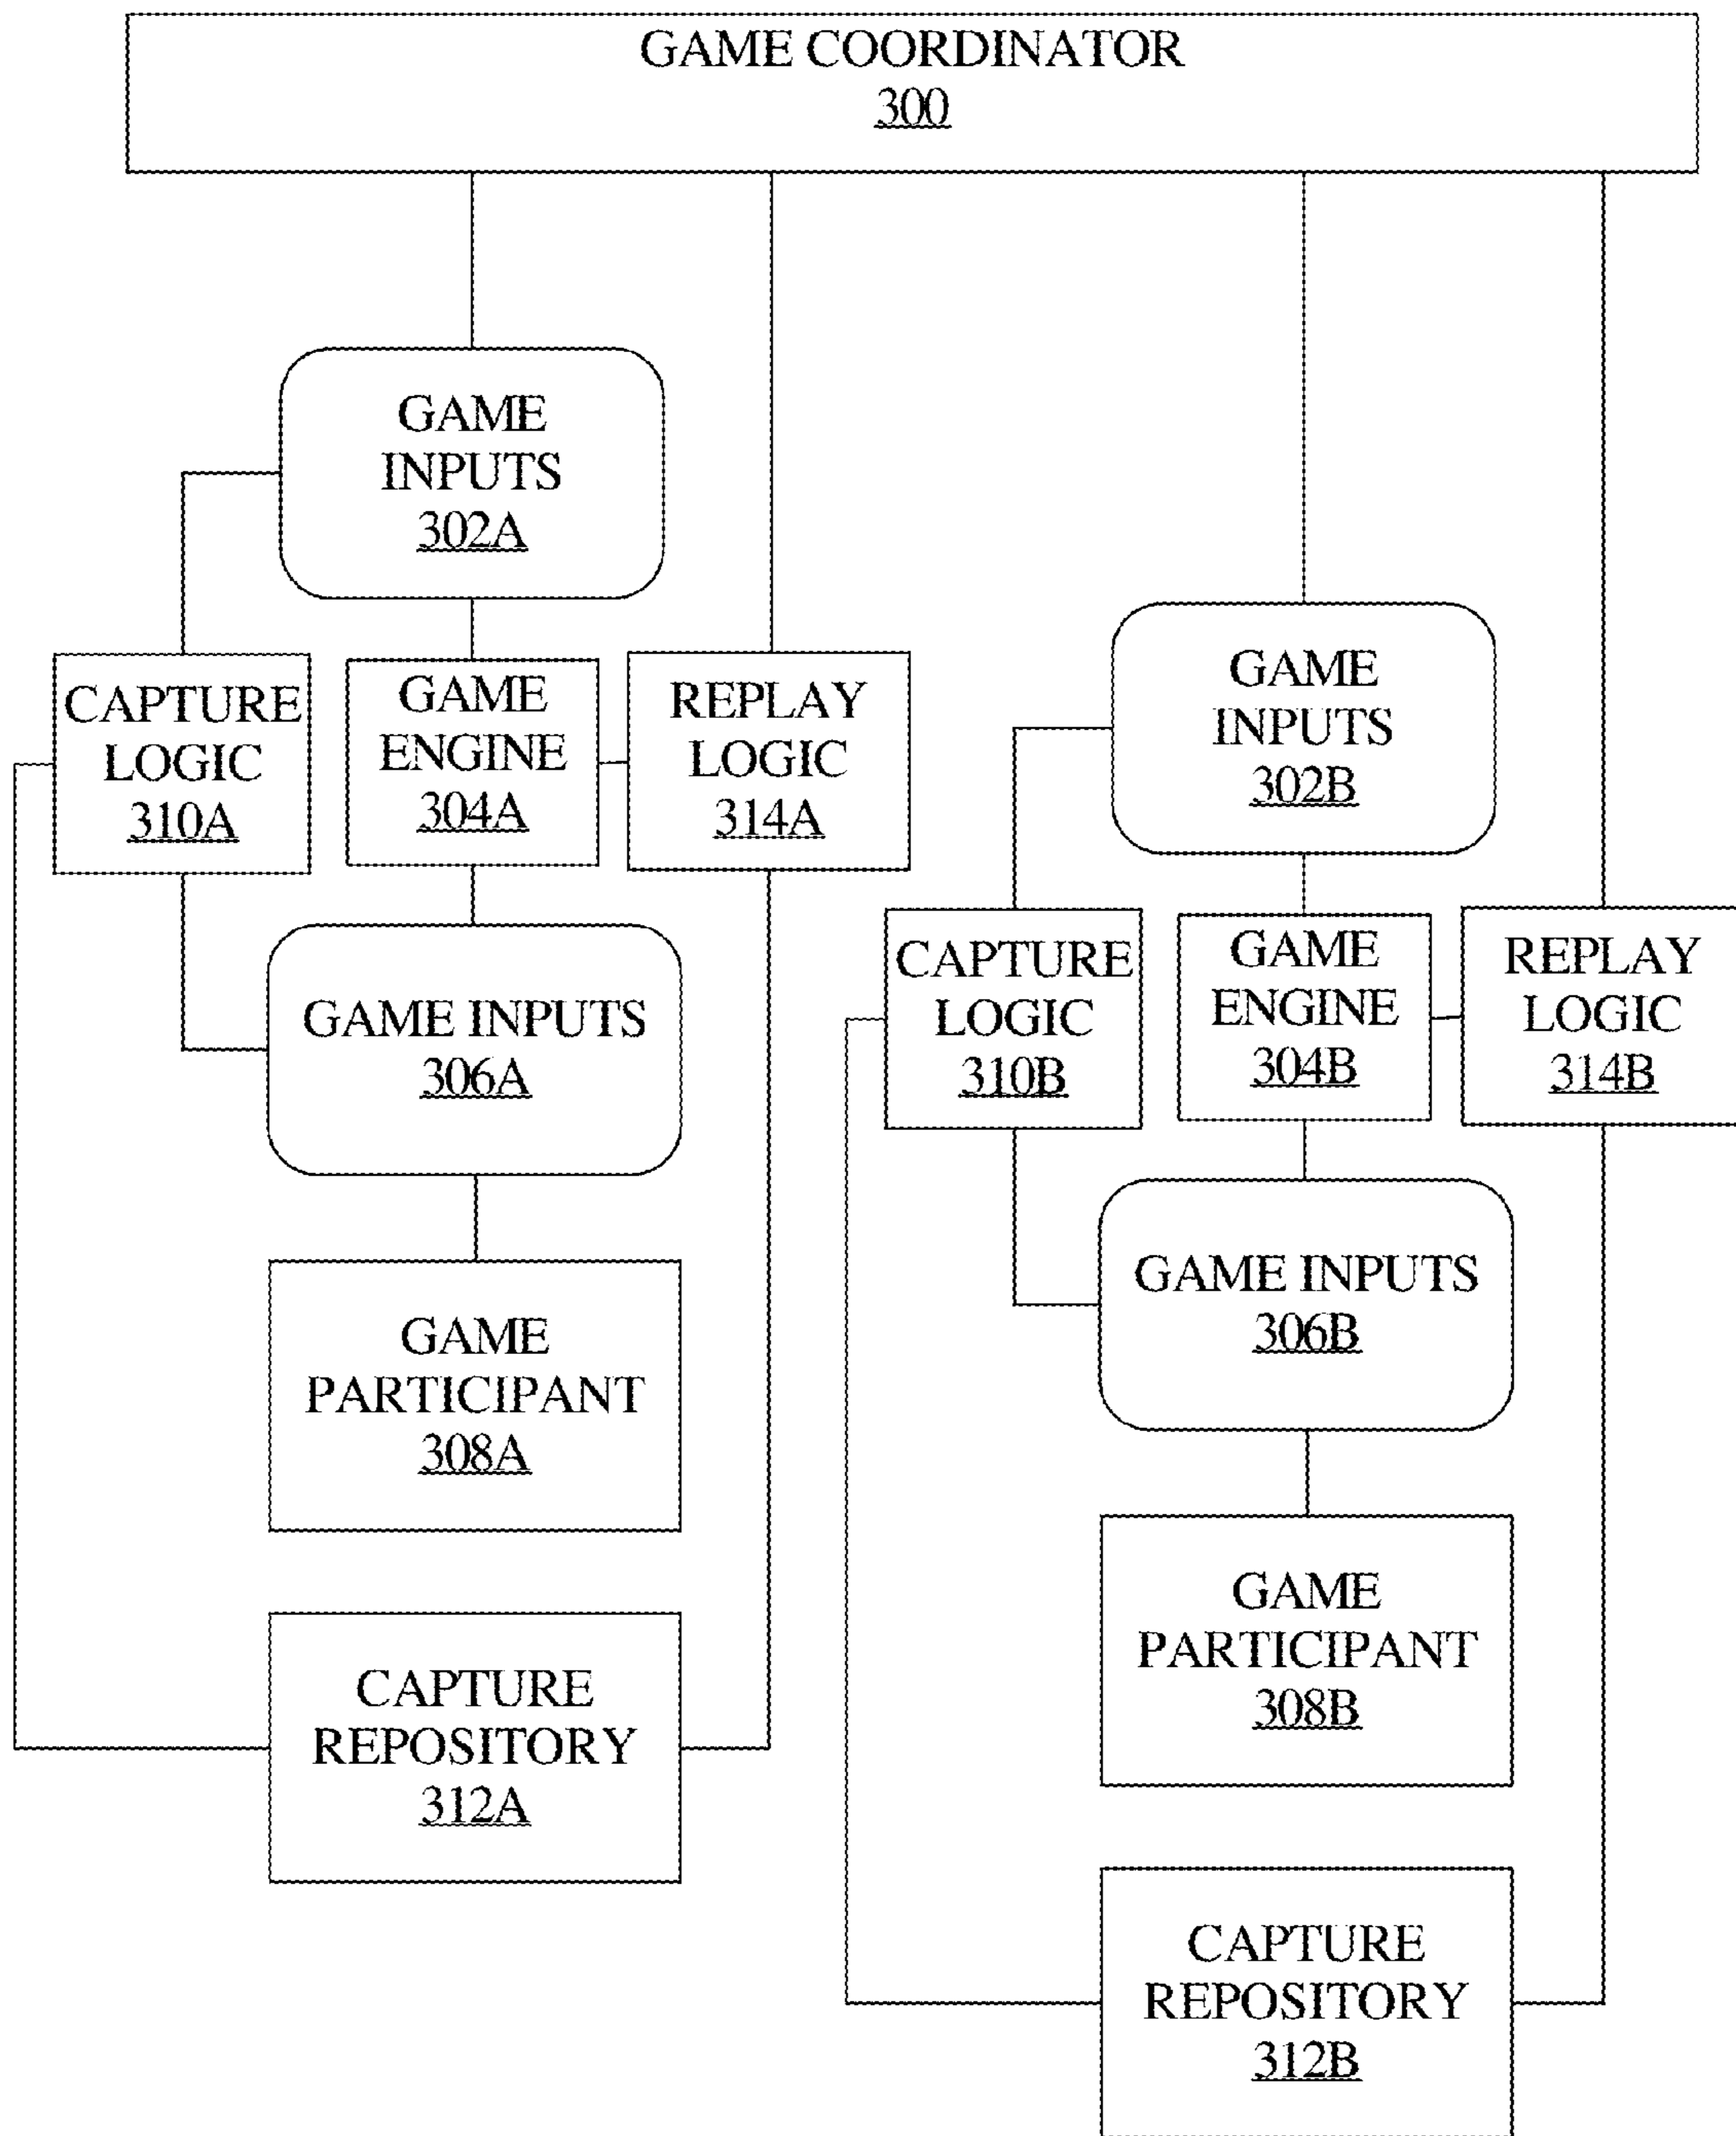 GAME COORDINATOR
300
GAME
INPUTS
302A
CAPTURE
LOGIC
310A
GAME
ENGINE
304A
REPLAY
LOGIC
314A
GAME INPUTS
306A
GAME
PARTICIPANT
308A
CAPTURE
REPOSITORY
312A
GAME
INPUTS
302B
CAPTURE
LOGIC
310B
GAME
ENGINE
304B
REPLAY
LOGIC
314B
GAME INPUTS
306B
GAME
PARTICIPANT
308B
CAPTURE
REPOSITORY
312B